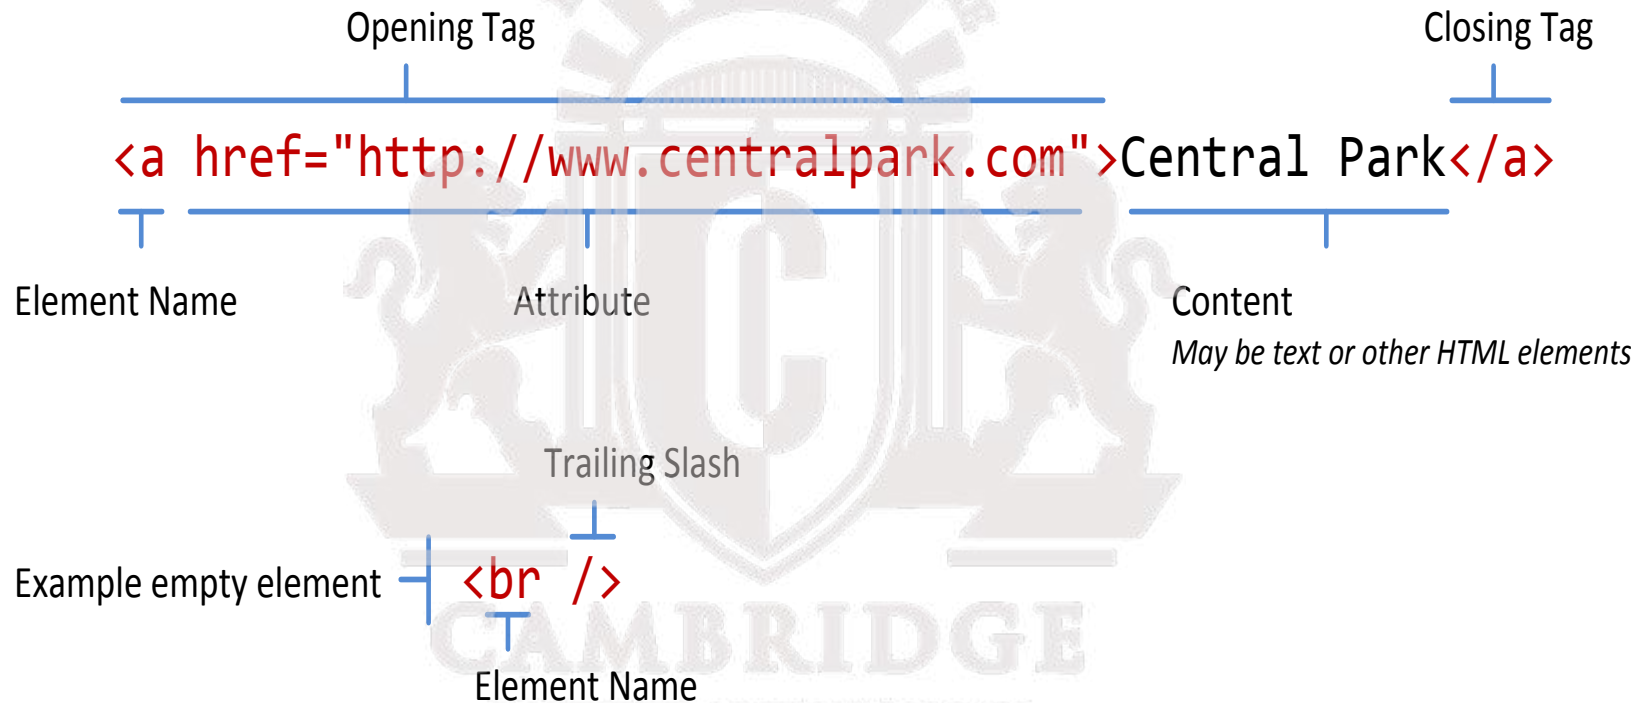 Opening Tag
Closing Tag
<a href="http://www.centralpark.com">Central Park</a>
Element Name
Attribute
Content
May be text or other HTML elements
Trailing Slash
Example empty element
<br />
CAMBRIDGE
Element Name